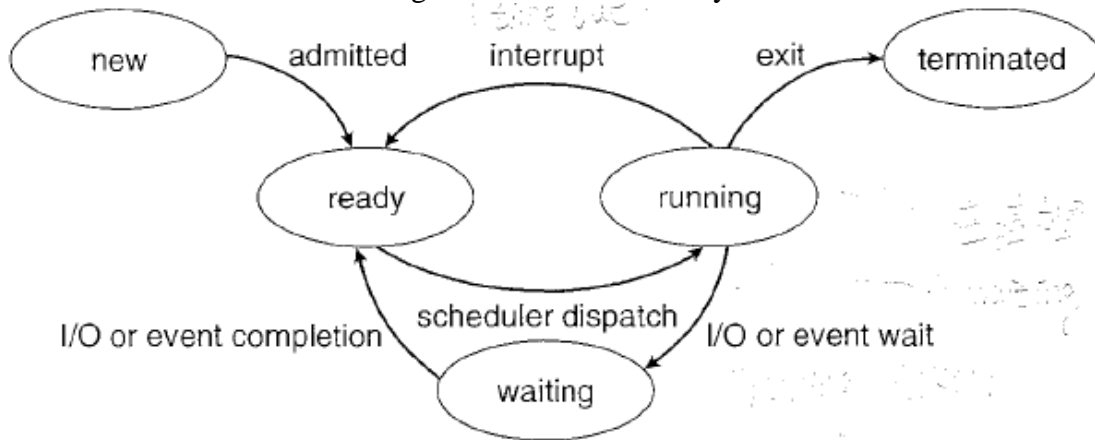 new
admitted
interrupt
exit
terminated
ready
running
I/O or event completion
scheduler dispatch
I/O or event wait
waiting